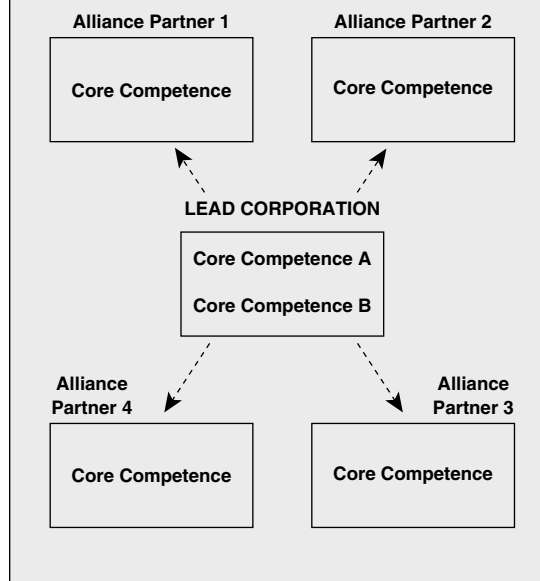 Alliance Partner 1
Alliance Partner 2
Core Competence
Core Competence
LEAD CORPORATION
Core Competence A
Core Competence B
Alliance
Partner 4
Alliance
Partner 3
Core Competence
Core Competence